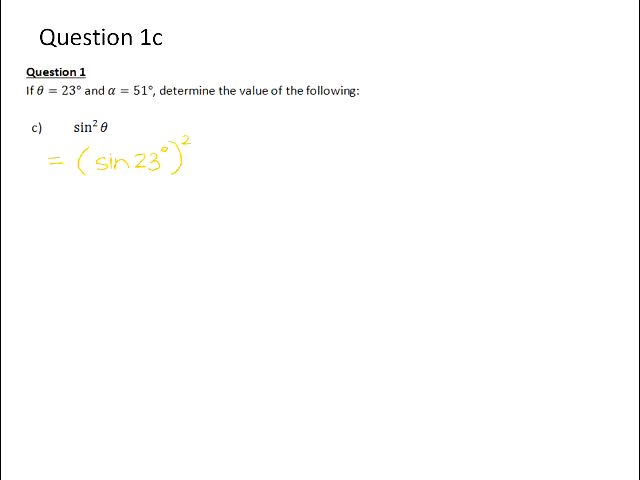 Question 1c
Question 1
If θ = 23° and α = 51°, determine the value of the following:
c) sin² θ
= (sin 23°)²